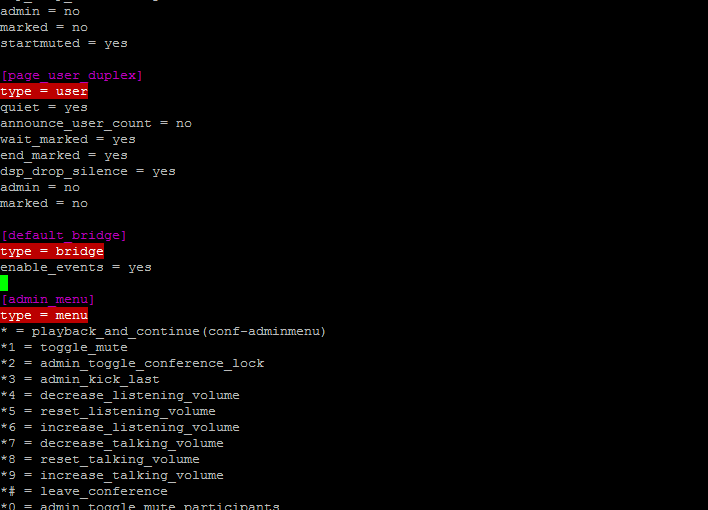 admin = no
marked = no
startmuted = yes
[page_user_duplex]
type = user
quiet = yes
announce_user_count = no
wait_marked = yes
end_marked = yes
dsp_drop_silence = yes
admin = no
marked = no
[default_bridge]
type = bridge
enable_events = yes
[admin_menu]
type = menu
* = playback_and_continue(conf-adminmenu)
*1 = toggle_mute
*2 = admin_toggle_conference_lock
*3 = admin_kick_last
*4 = decrease_listening_volume
*5 = reset_listening_volume
*6 = increase_listening_volume
*7 = decrease_talking_volume
*8 = reset_talking_volume
*9 = increase_talking_volume
*# = leave_conference
*0 = admin_toggle_mute_participants